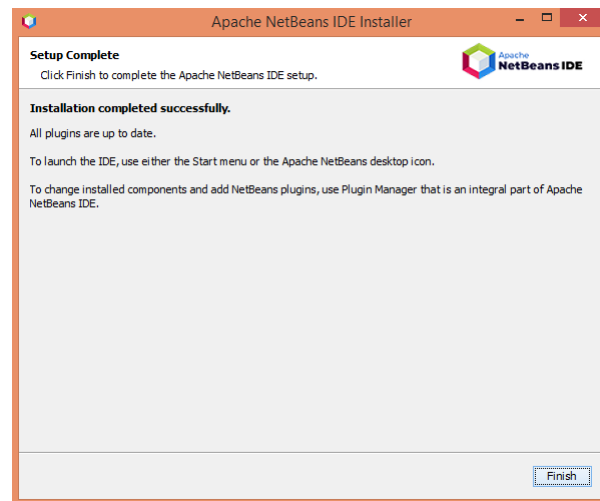 Apache NetBeans IDE Installer
Setup Complete
Click Finish to complete the Apache NetBeans IDE setup.
Apache
NetBeans IDE
Installation completed successfully.
All plugins are up to date.
To launch the IDE, use either the Start menu or the Apache NetBeans desktop icon.
To change installed components and add NetBeans plugins, use Plugin Manager that is an integral part of Apache
NetBeans IDE.
Finish